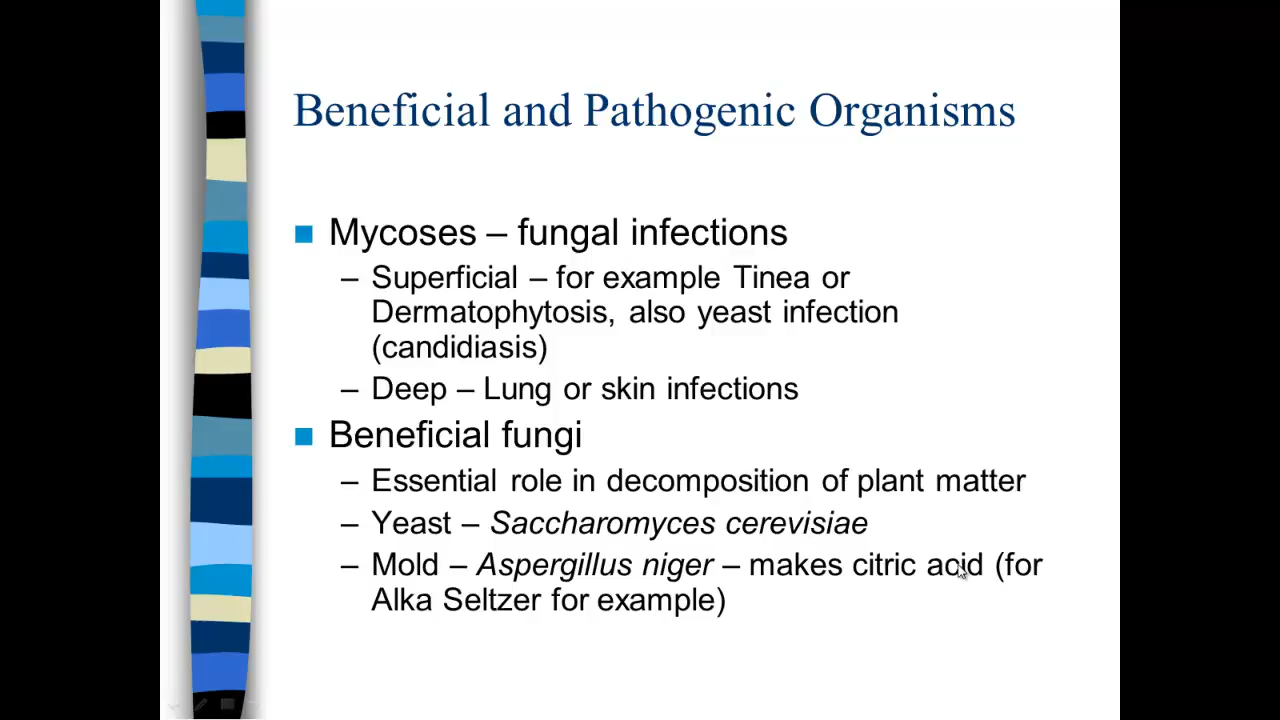 Beneficial and Pathogenic Organisms
Mycoses – fungal infections
– Superficial – for example Tinea or
Dermatophytosis, also yeast infection
(candidiasis)
– Deep – Lung or skin infections
Beneficial fungi
– Essential role in decomposition of plant matter
– Yeast – Saccharomyces cerevisiae
– Mold – Aspergillus niger – makes citric acid (for
Alka Seltzer for example)